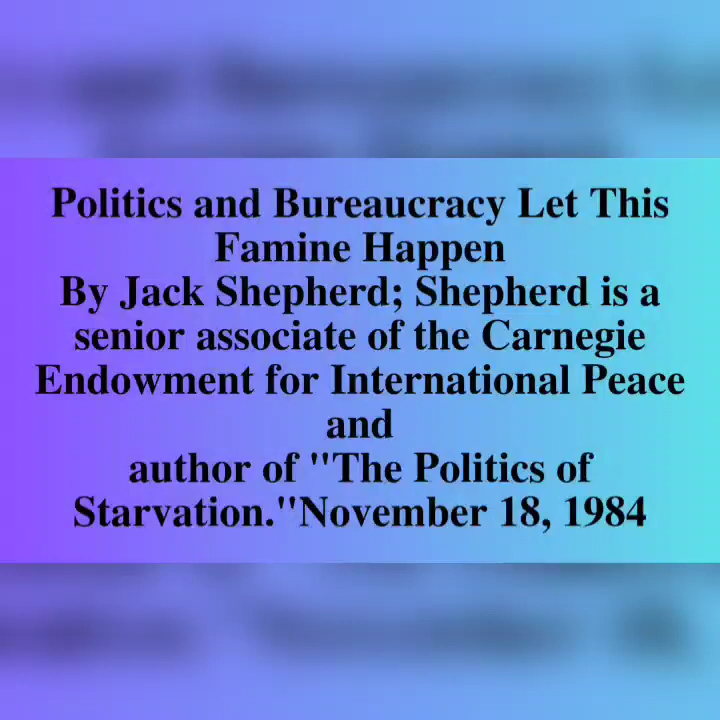 Politics and Bureaucracy Let This
Famine Happen
By Jack Shepherd; Shepherd is a
senior associate of the Carnegie
Endowment for International Peace
and
author of "The Politics of
Starvation."November 18, 1984